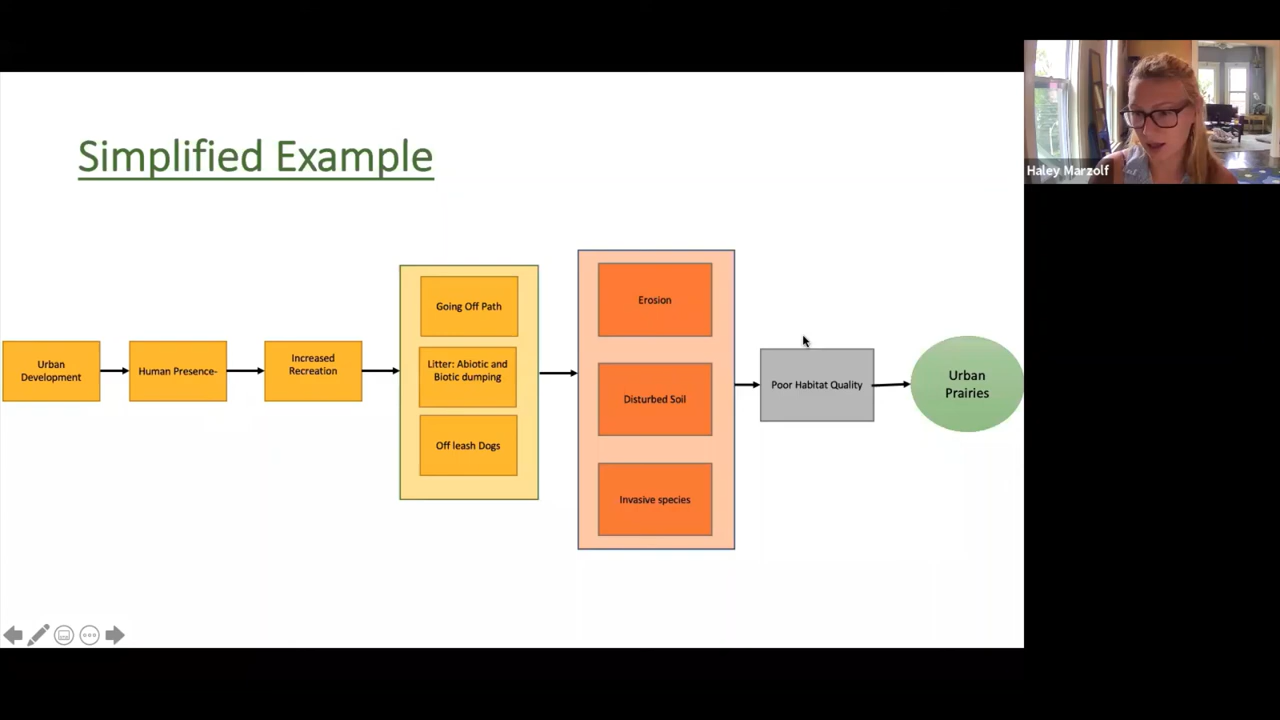 Simplified Example
Haley Marzolf
Urban
Development
Human Presence-
Increased
Recreation
Going Off Path
Litter: Abiotic and
Biotic dumping
Off leash Dogs
Erosion
Disturbed Soil
Invasive species
Poor Habitat Quality
Urban
Prairies